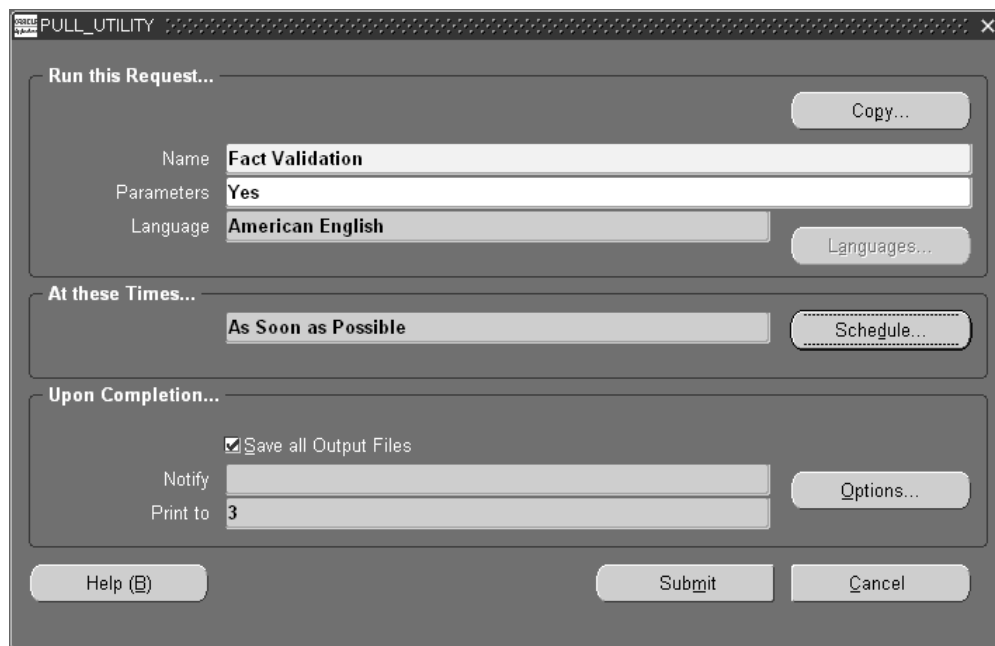 PULL_UTILITY
Run this Request...
Copy...
Name Fact Validation
Parameters Yes
Language American English
Languages...
At these Times...
As Soon as Possible
Schedule...
Upon Completion...
Save all Output Files
Notify
Options...
Print to 3
Help (B)
Submit
Cancel